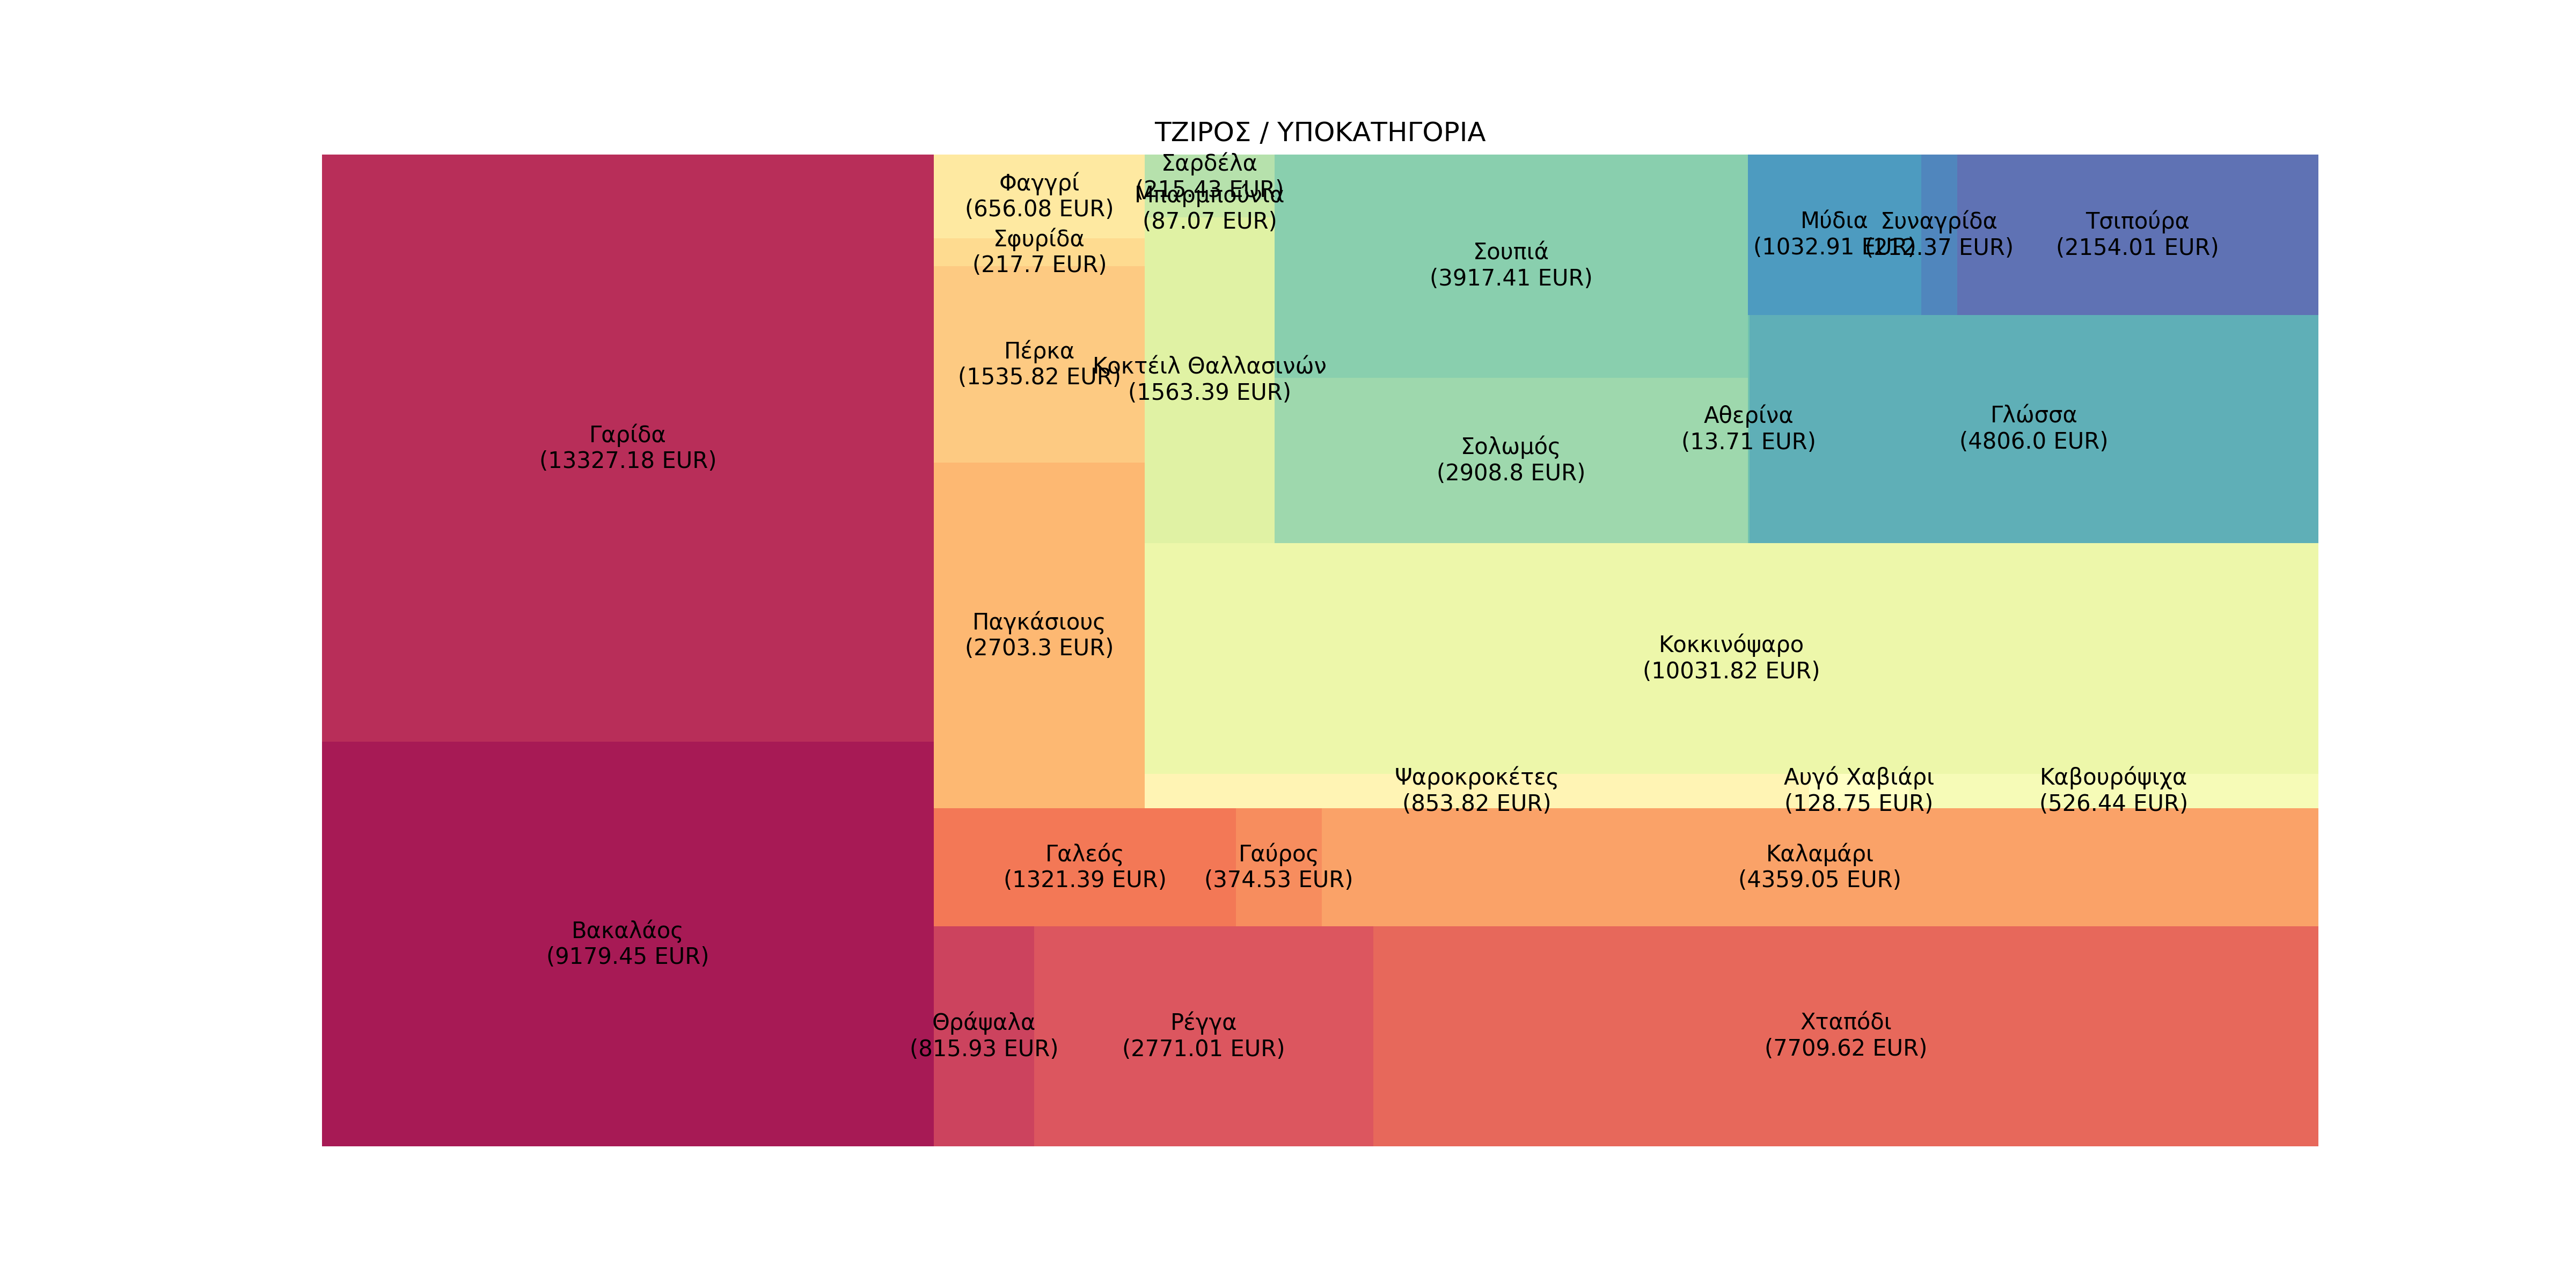 ΤΖΙΡΟΣ / ΥΠΟΚΑΤΗΓΟΡΙΑ
Γαρίδα
(13327.18 EUR)
Βακαλάος
(9179.45 EUR)
Φαγγρί
(656.08 EUR)
Σφυρίδα
(217.7 EUR)
Πέρκα
(1535.82 EUR)
Παγκάσιους
(2703.3 EUR)
Σαρδέλα
(215.43 EUR)
Μπαρμπούνια
(87.07 EUR)
Κοκτέιλ Θαλλασινών
(1563.39 EUR)
Σουπιά
(3917.41 EUR)
Σολωμός
(2908.8 EUR)
Αθερίνα
(13.71 EUR)
Μύδια
(1032.91 EUR)
Συναγρίδα
(212.37 EUR)
Τσιπούρα
(2154.01 EUR)
Γλώσσα
(4806.0 EUR)
Κοκκινόψαρο
(10031.82 EUR)
Ψαροκροκέτες
(853.82 EUR)
Αυγό Χαβιάρι
(128.75 EUR)
Καβουρόψιχα
(526.44 EUR)
Γαλεός
(1321.39 EUR)
Γαύρος
(374.53 EUR)
Καλαμάρι
(4359.05 EUR)
Θράψαλα
(815.93 EUR)
Ρέγγα
(2771.01 EUR)
Χταπόδι
(7709.62 EUR)